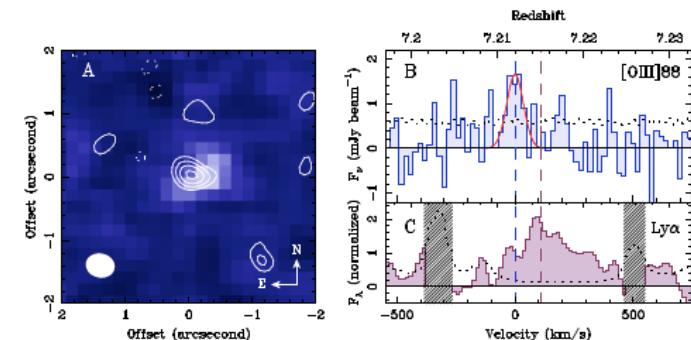 Redshift
7.2 7.21 7.22 7.23
A
B
[OIII]88
F_ν (mJy beam⁻¹)
2
1
0
-1
C
Lyα
F_λ (normalized)
2
1
0
-500 0 500
Velocity (km/s)
Offset (arcsecond)
2
1
0
-1
-2
N
E
2 1 0 -1 -2
Offset (arcsecond)